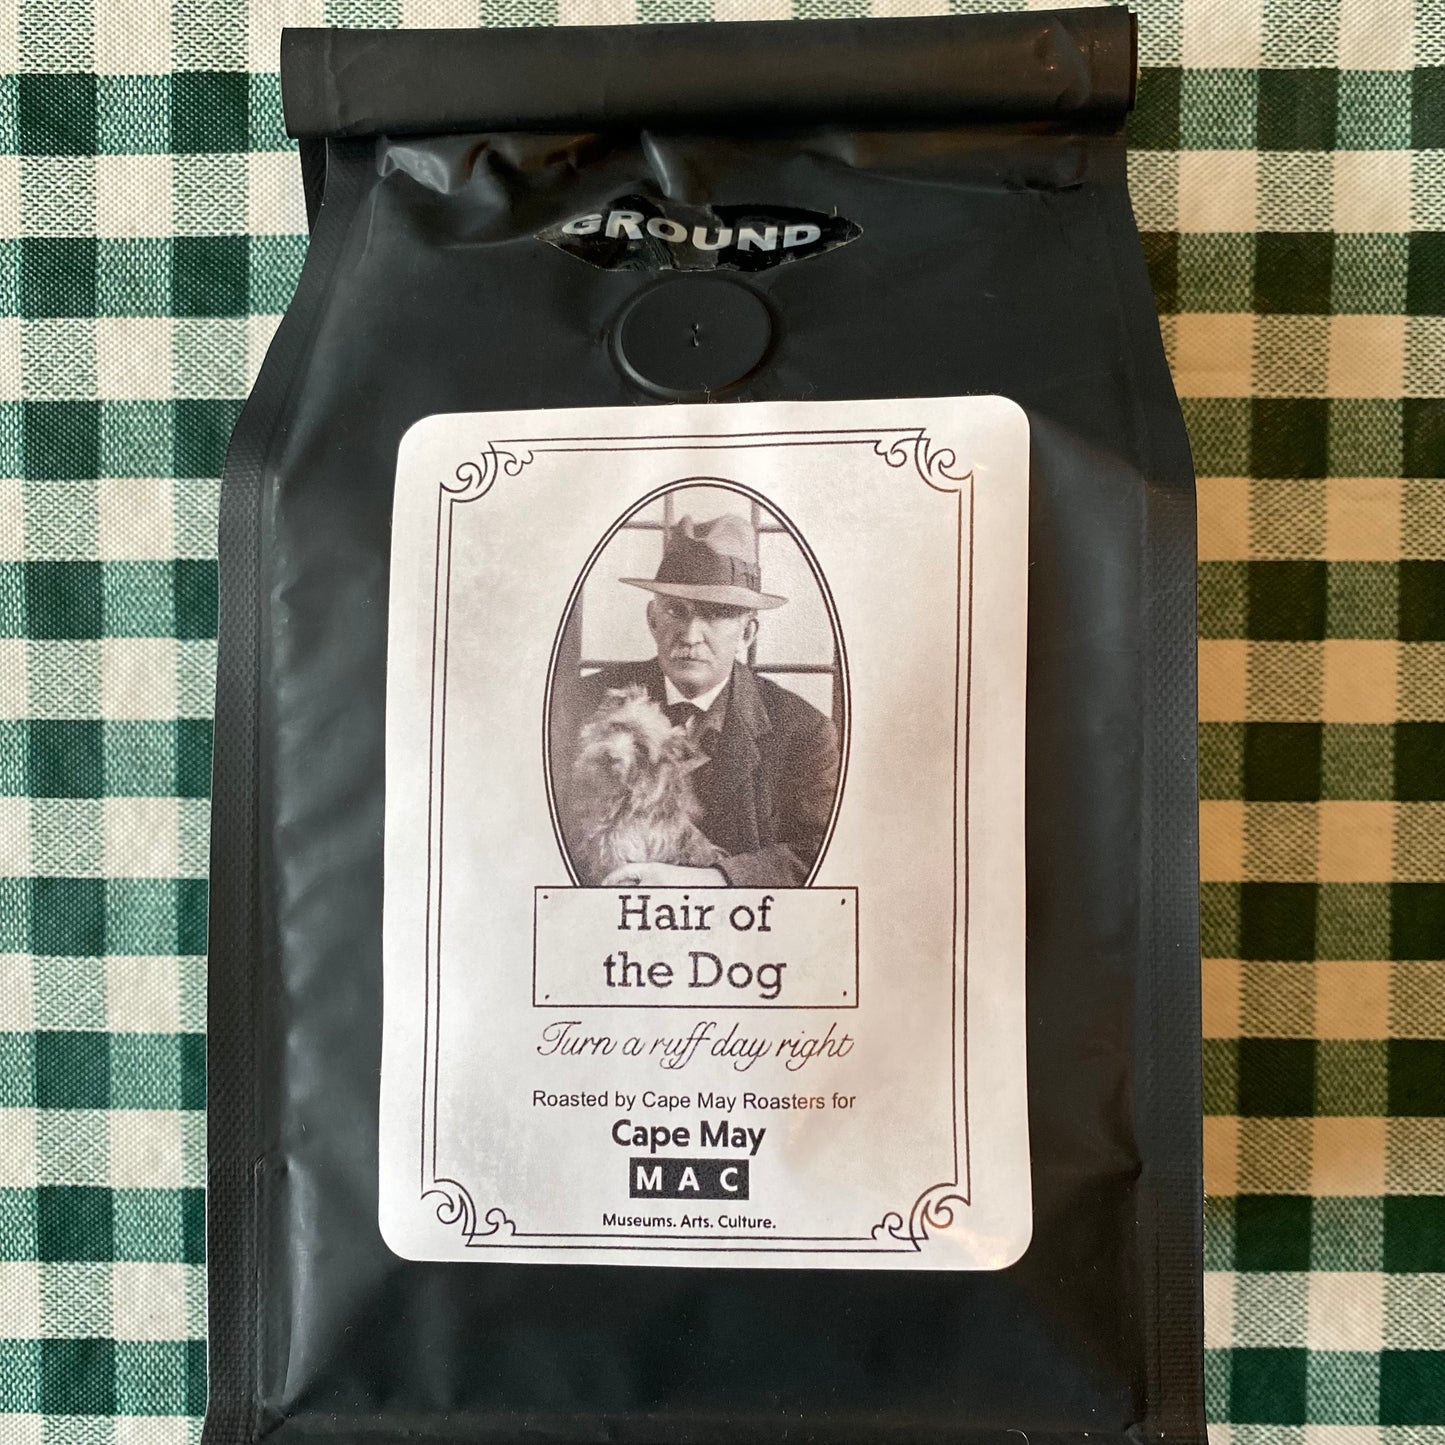 GROUND
Hair of
the Dog
Turn a ruff day right
Roasted by Cape May Roasters for
Cape May
MAC
Museums. Arts. Culture.